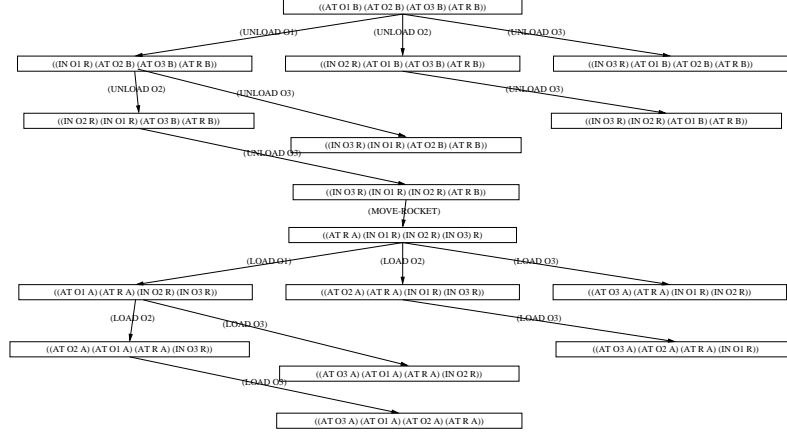 ((AT O1 B) (AT O2 B) (AT O3 B) (AT R B))
(UNLOAD O1)
(UNLOAD O2)
(UNLOAD O3)
((IN O1 R) (AT O2 B) (AT O3 B) (AT R B))
((IN O2 R) (AT O1 B) (AT O3 B) (AT R B))
((IN O3 R) (AT O1 B) (AT O2 B) (AT R B))
(UNLOAD O2)
(UNLOAD O3)
(UNLOAD O3)
((IN O2 R) (IN O1 R) (AT O3 B) (AT R B))
((IN O3 R) (IN O2 R) (AT O1 B) (AT R B))
((IN O3 R) (IN O1 R) (AT O2 B) (AT R B))
(UNLOAD O3)
((IN O3 R) (IN O1 R) (IN O2 R) (AT R B))
(MOVE-ROCKET)
((AT R A) (IN O1 R) (IN O2 R) (IN O3) R)
(LOAD O1)
(LOAD O2)
(LOAD O3)
((AT O1 A) (AT R A) (IN O2 R) (IN O3 R))
((AT O2 A) (AT R A) (IN O1 R) (IN O3 R))
((AT O3 A) (AT R A) (IN O1 R) (IN O2 R))
(LOAD O2)
(LOAD O3)
(LOAD O3)
((AT O2 A) (AT O1 A) (AT R A) (IN O3 R))
((AT O3 A) (AT O2 A) (AT R A) (IN O1 R))
((AT O3 A) (AT O1 A) (AT R A) (IN O2 R))
(LOAD O3)
((AT O3 A) (AT O1 A) (AT O2 A) (AT R A))